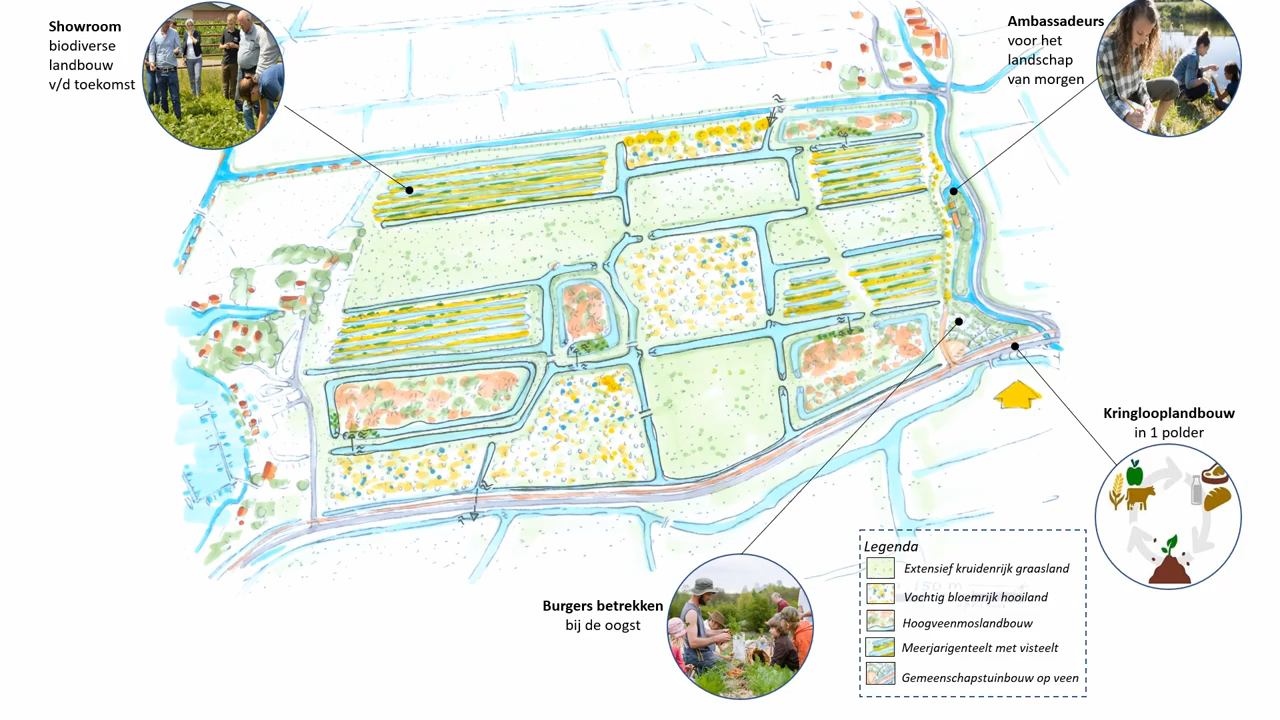 Showroom
biodiverse
landbouw
v/d toekomst
Ambassadeurs
voor het
landschap
van morgen
Kringlooplandbouw
in 1 polder
Burgers betrekken
bij de oogst
Legenda
Extensief kruidenrijk graasland
Vochtig bloemrijk hooiland
Hoogveenmoslandbouw
Meerjarigenteelt met visteelt
Gemeenschapstuinbouw op veen